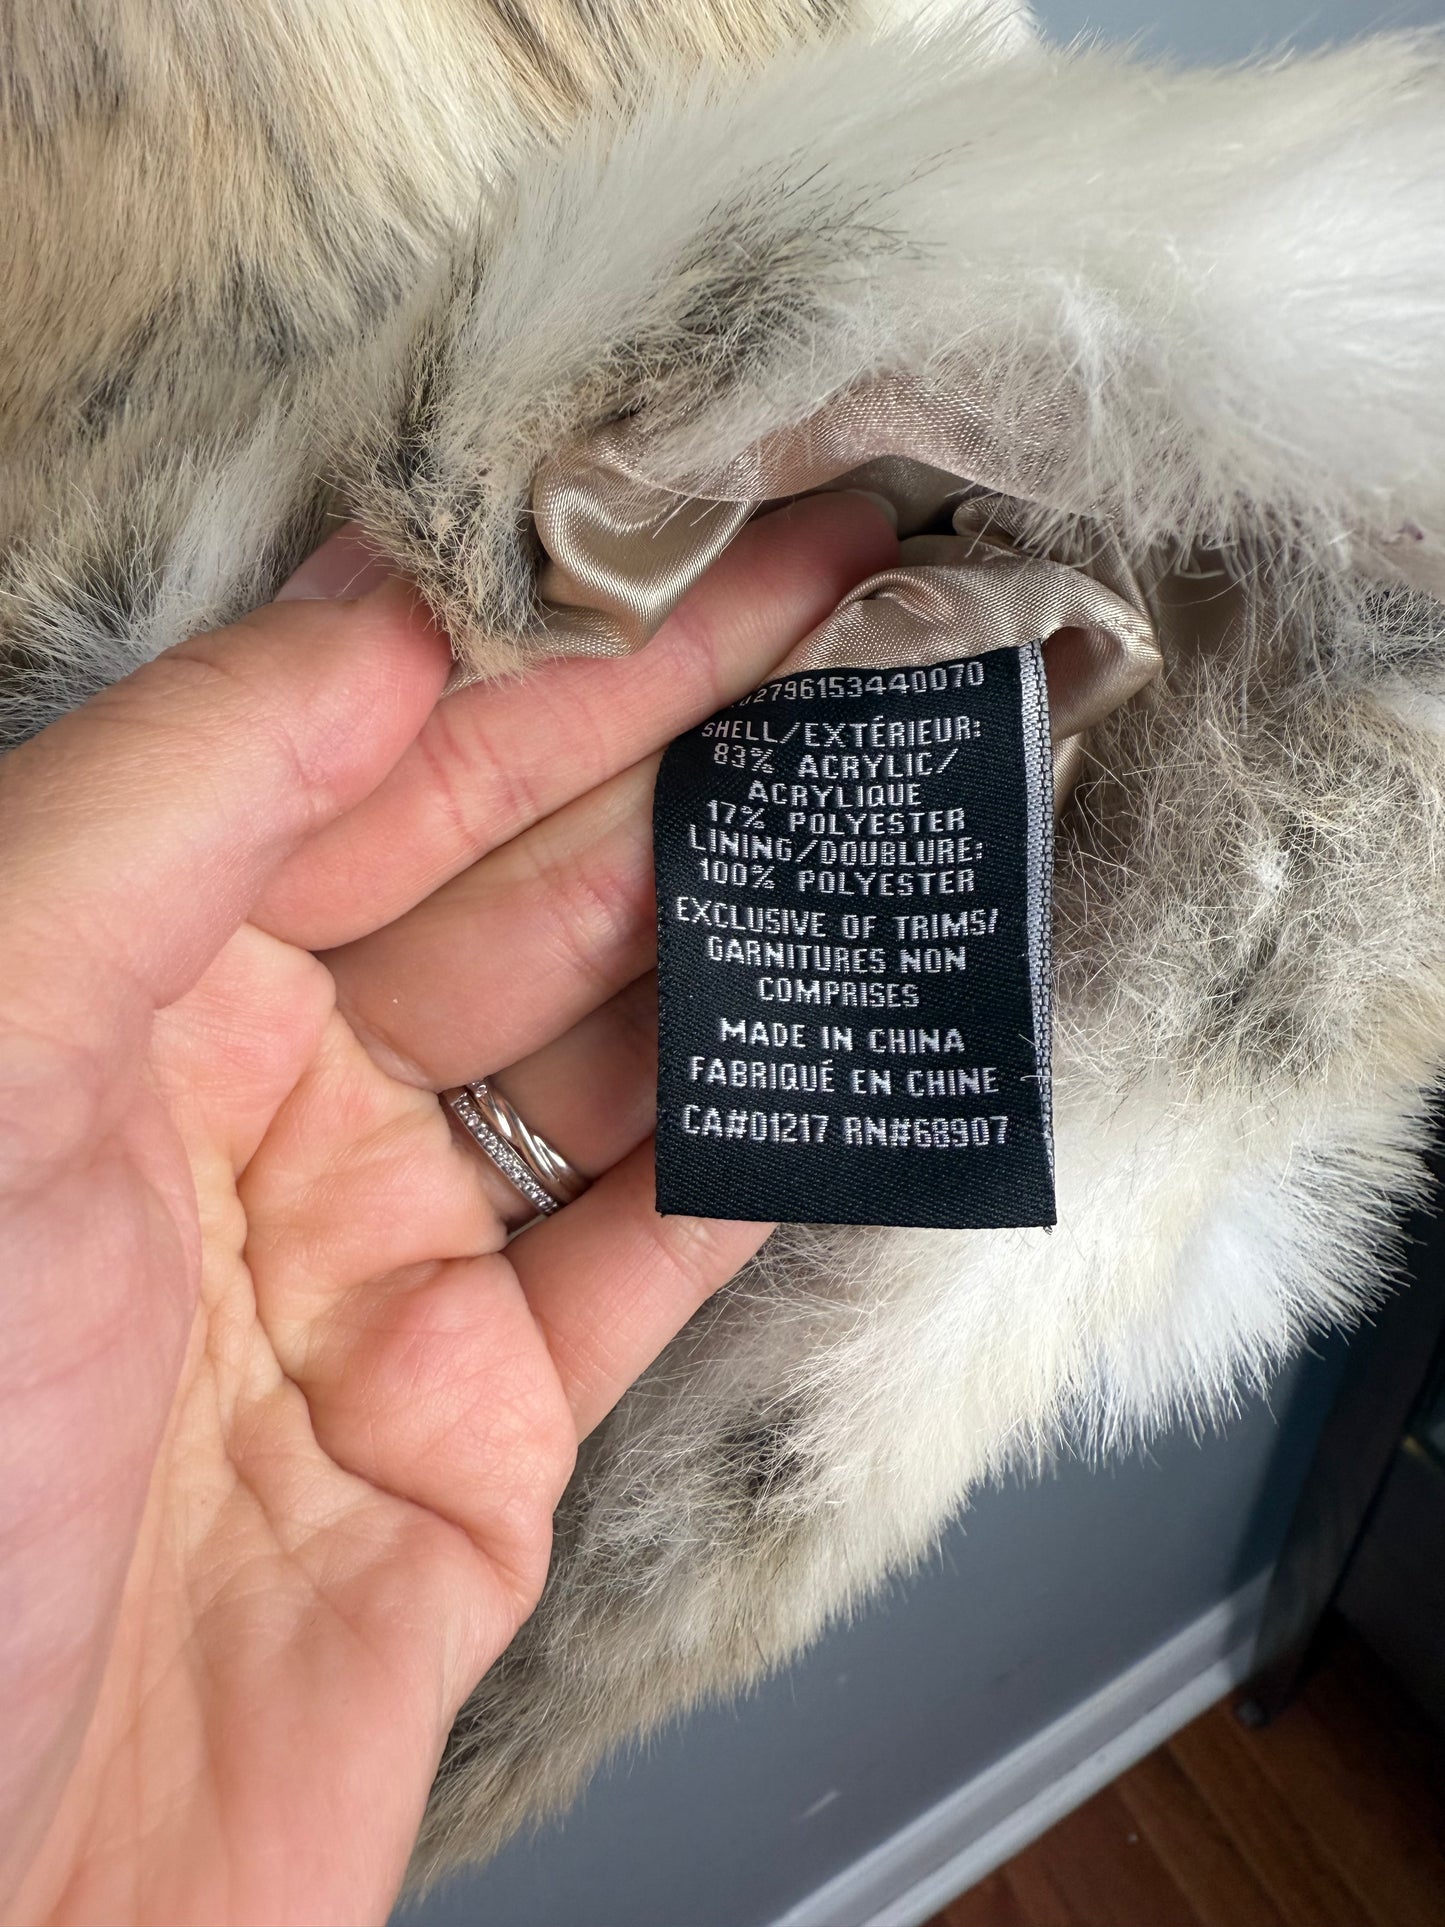 2796153440070
SHELL/EXTÉRIEUR:
83% ACRYLIC/
ACRYLIQUE
17% POLYESTER
LINING/DOUBLURE:
100% POLYESTER
EXCLUSIVE OF TRIMS/
GARNITURES NON
COMPRISES
MADE IN CHINA
FABRIQUÉ EN CHINE
CA#01217 RN#68907